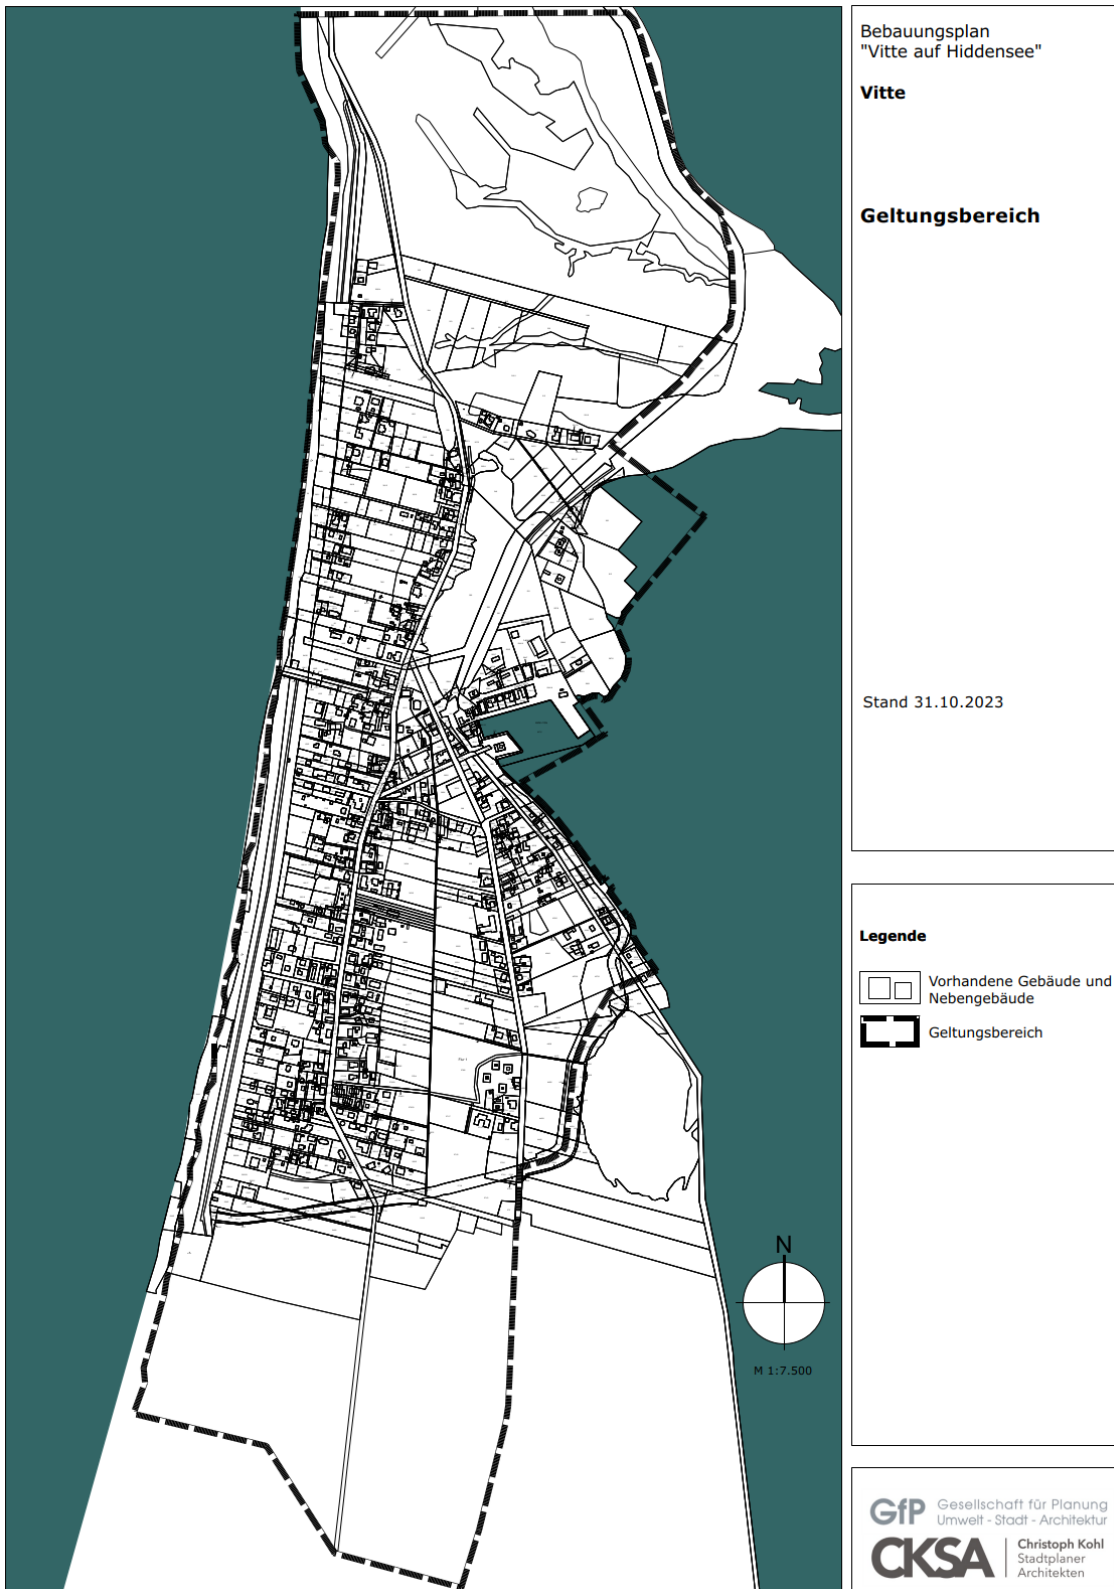 Bebauungsplan
"Vitte auf Hiddensee"
Vitte
Geltungsbereich
Stand 31.10.2023
Legende
Vorhandene Gebäude und
Nebengebäude
Geltungsbereich
N
M 1:7.500
GfP
Gesellschaft für Planung
Umwelt - Stadt - Architektur
CKSA
Christoph Kohl
Stadtplaner
Architekten